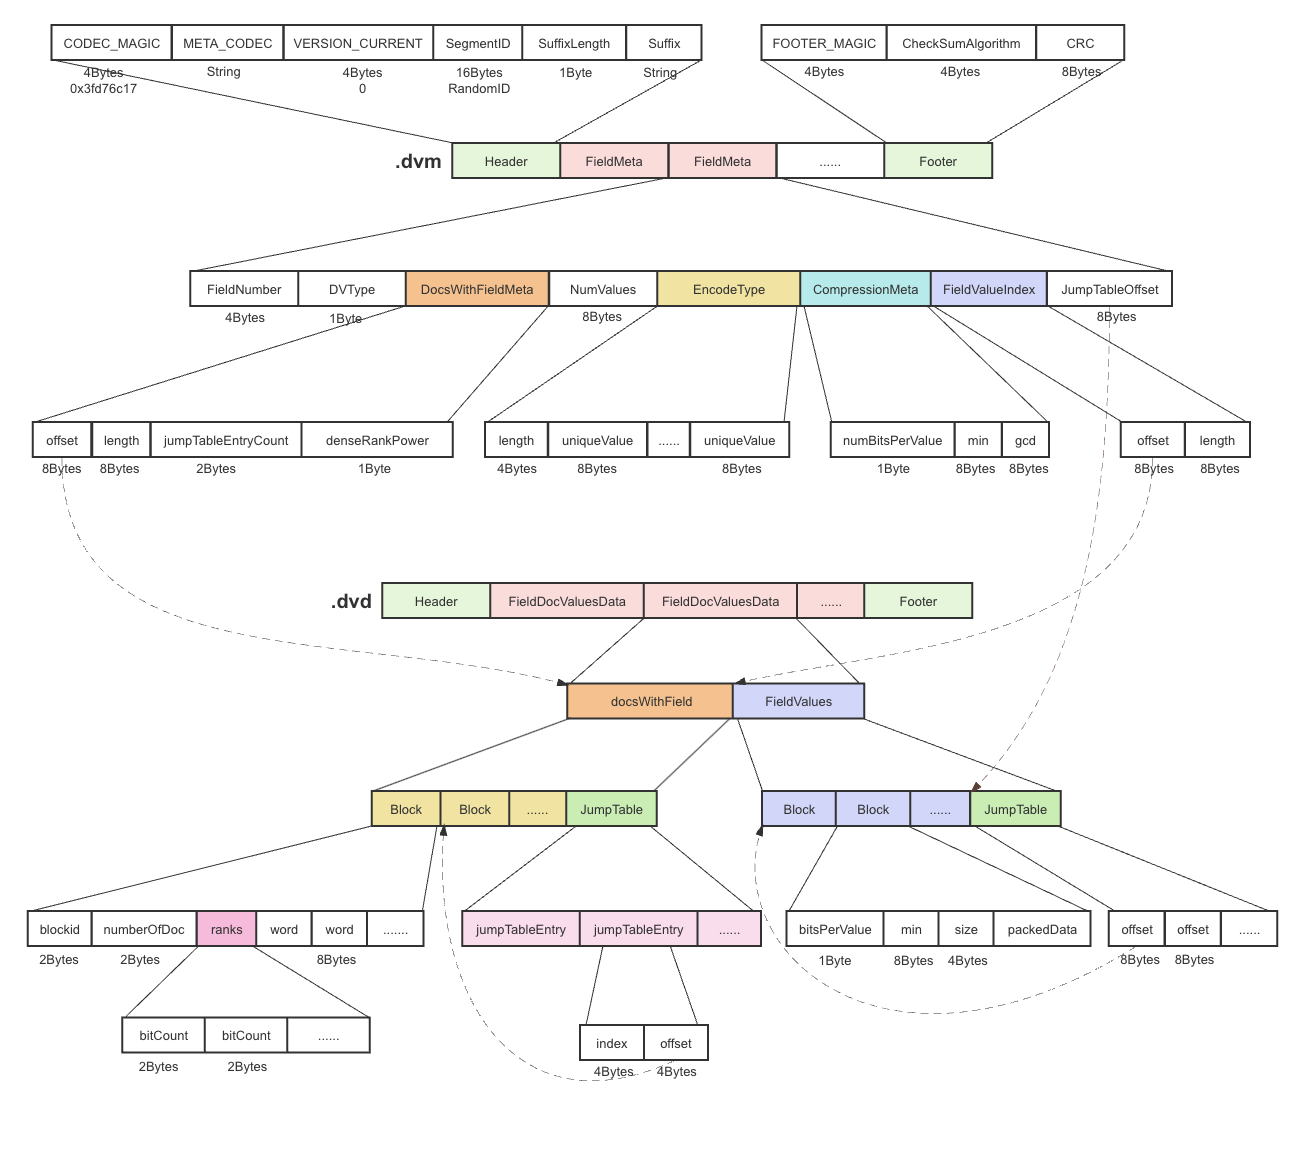 CODEC_MAGIC META_CODEC VERSION_CURRENT SegmentID SuffixLength Suffix
4Bytes String 4Bytes 16Bytes 1Byte String
0x3fd76c17 0 RandomID
FOOTER_MAGIC CheckSumAlgorithm CRC
4Bytes 4Bytes 8Bytes
.dvm Header FieldMeta FieldMeta ...... Footer
FieldNumber DVType DocsWithFieldMeta NumValues EncodeType CompressionMeta FieldValueIndex JumpTableOffset
4Bytes 1Byte 8Bytes 8Bytes
offset length jumpTableEntryCount denseRankPower
8Bytes 8Bytes 2Bytes 1Byte
length uniqueValue ...... uniqueValue
4Bytes 8Bytes 8Bytes
numBitsPerValue min gcd
1Byte 8Bytes 8Bytes
offset length
8Bytes 8Bytes
.dvd Header FieldDocValuesData FieldDocValuesData ...... Footer
docsWithField FieldValues
Block Block ...... JumpTable
Block Block ...... JumpTable
blockid numberOfDoc ranks word word .......
2Bytes 2Bytes 8Bytes
jumpTableEntry jumpTableEntry ......
bitsPerValue min size packedData
1Byte 8Bytes 4Bytes
offset offset ......
8Bytes 8Bytes
bitCount bitCount ......
2Bytes 2Bytes
index offset
4Bytes 4Bytes